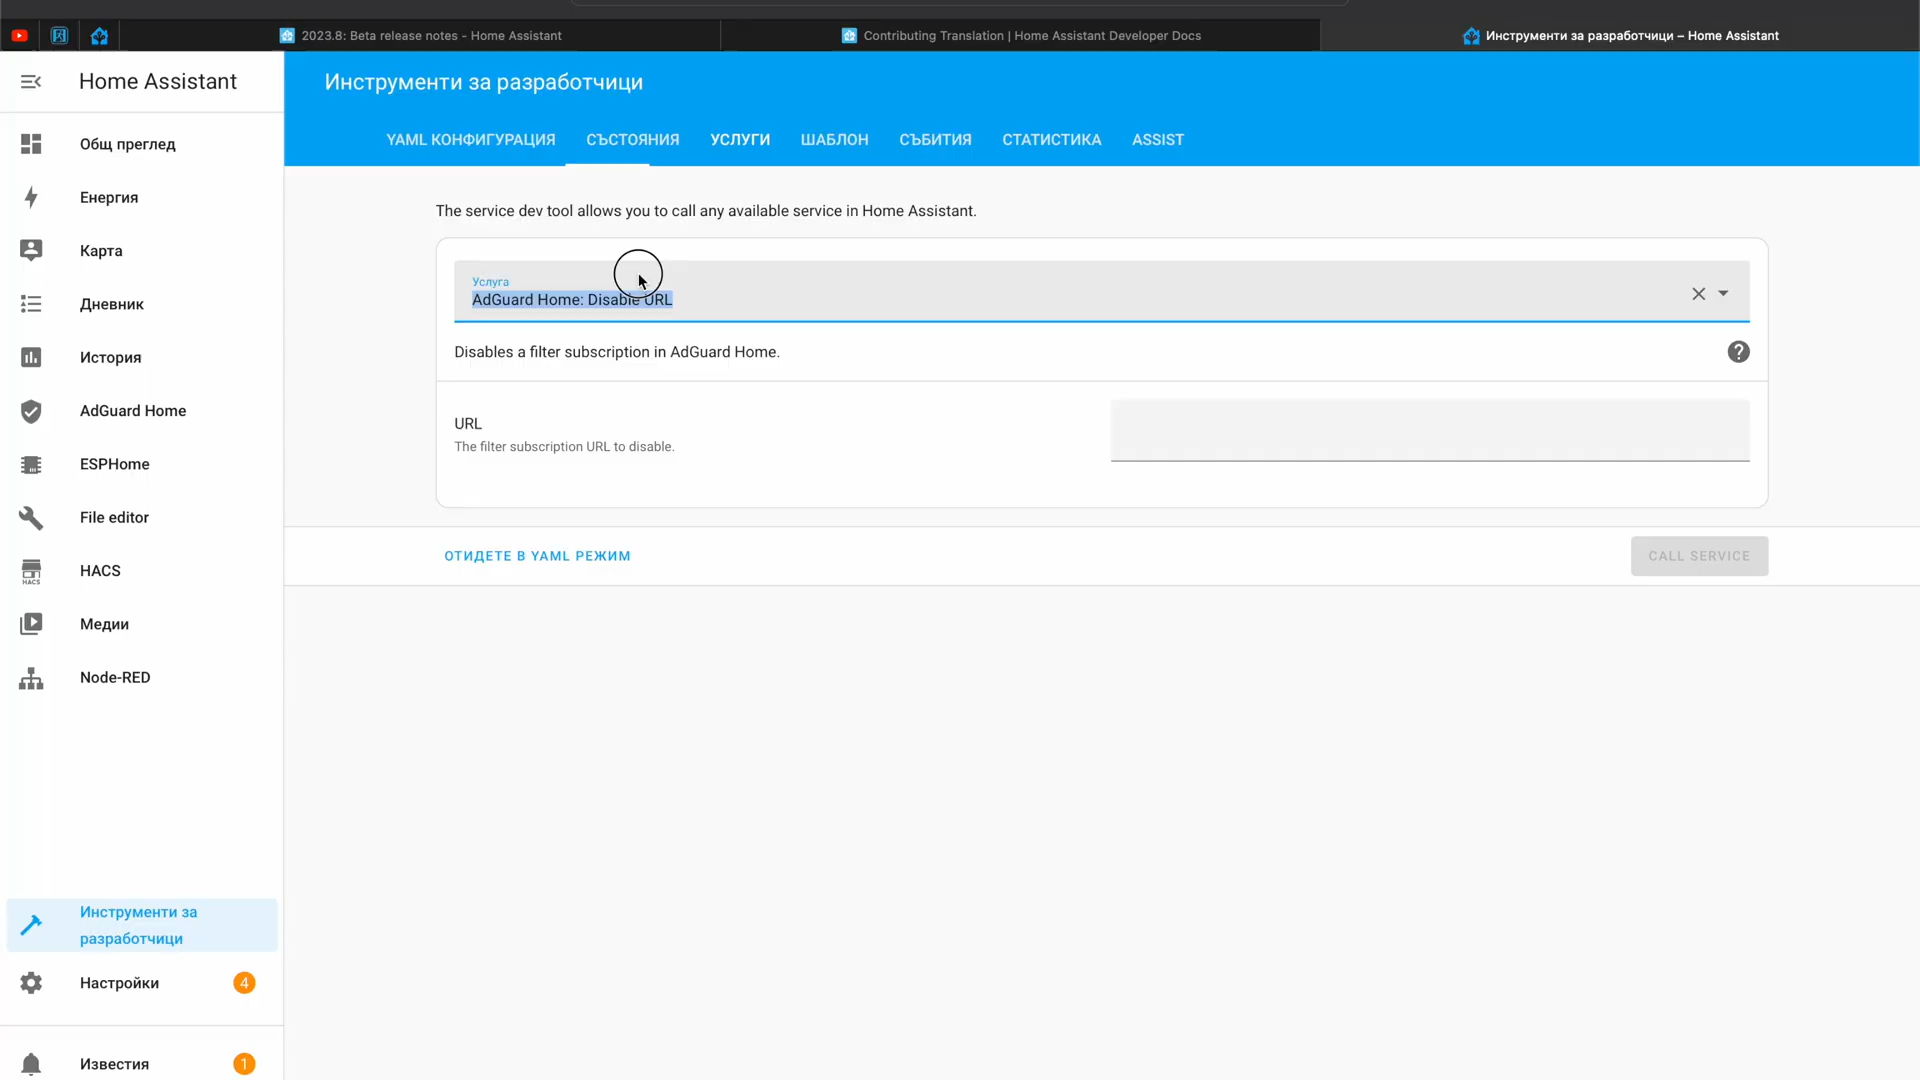 2023.8: Beta release notes - Home Assistant
Contributing Translation | Home Assistant Developer Docs
Инструменти за разработчици – Home Assistant
Home Assistant
Общ преглед
Енергия
Карта
Дневник
История
AdGuard Home
ESPHome
File editor
HACS
HACS
Медии
Node-RED
Инструменти за
разработчици
Настройки
4
Известия
1
Инструменти за разработчици
YAML КОНФИГУРАЦИЯ
СЪСТОЯНИЯ
УСЛУГИ
ШАБЛОН
СЪБИТИЯ
СТАТИСТИКА
ASSIST
The service dev tool allows you to call any available service in Home Assistant.
Услуга
AdGuard Home: Disable URL
Disables a filter subscription in AdGuard Home.
URL
The filter subscription URL to disable.
ОТИДЕТЕ В YAML РЕЖИМ
CALL SERVICE